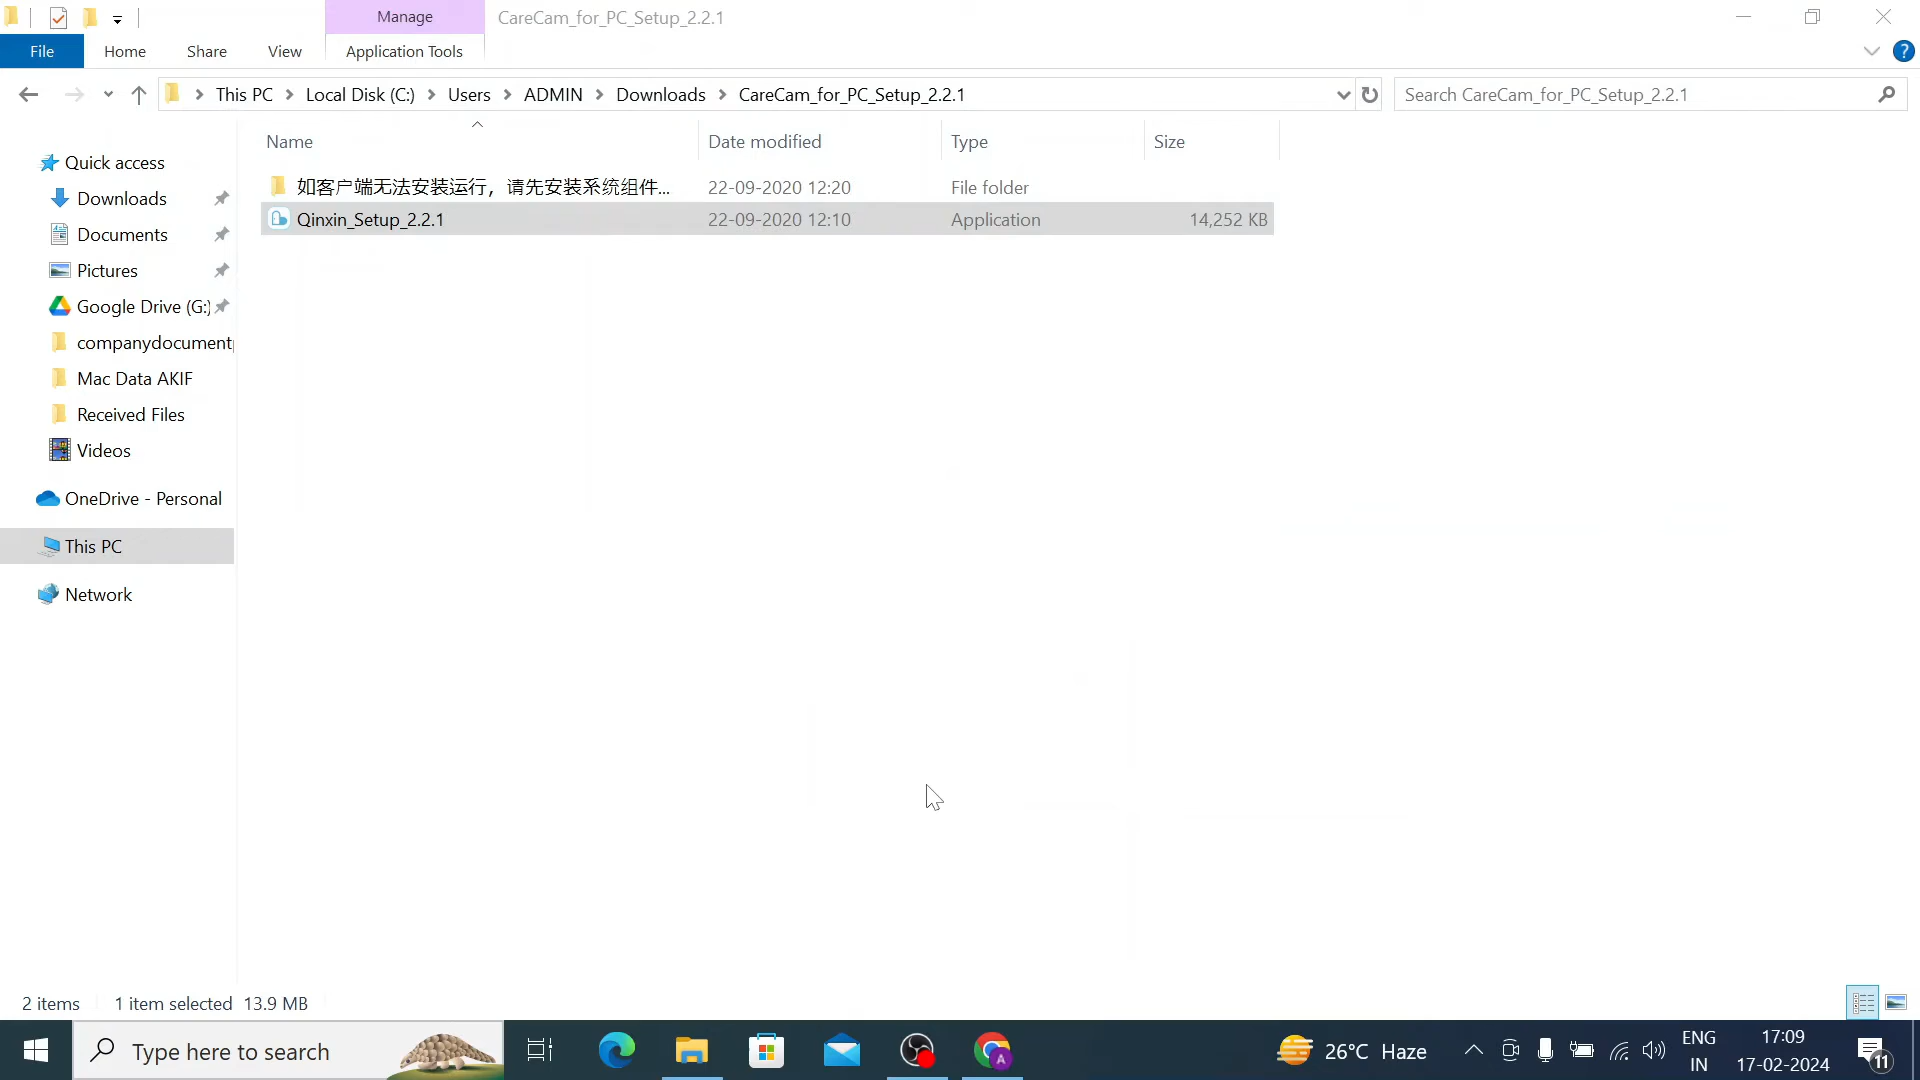 Manage
CareCam_for_PC_Setup_2.2.1
File Home Share View Application Tools
This PC Local Disk (C:) Users ADMIN Downloads CareCam_for_PC_Setup_2.2.1
Search CareCam_for_PC_Setup_2.2.1
Name Date modified Type Size
如客户端无法安装运行，请先安装系统组件... 22-09-2020 12:20 File folder
Qinxin_Setup_2.2.1 22-09-2020 12:10 Application 14,252 KB
Quick access
Downloads
Documents
Pictures
Google Drive (G:)
companydocument
Mac Data AKIF
Received Files
Videos
OneDrive - Personal
This PC
Network
2 items 1 item selected 13.9 MB
Type here to search
A
26°C Haze
ENG
IN
17:09
17-02-2024
11